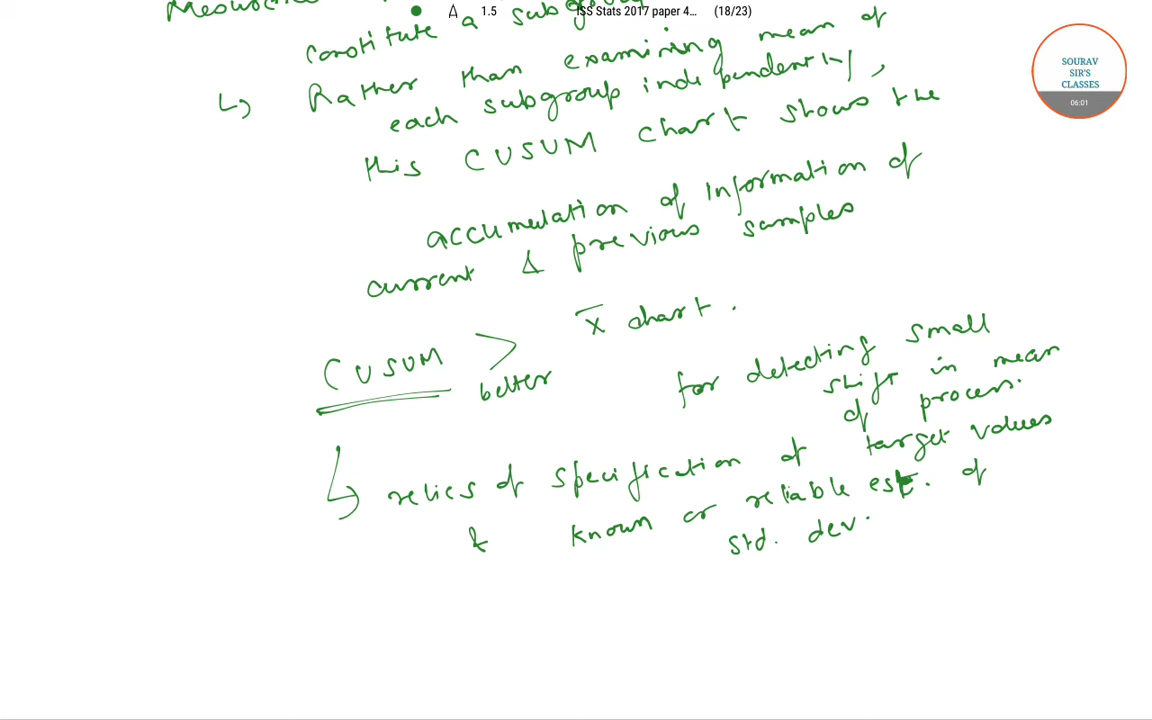 1.5 ISS Stats 2017 paper 4... (18/23)
constitute a
Rather than examining mean of
each subgroup independently,
this CUSUM chart shows the
accumulation of information of
current & previous samples
CUSUM > x̄ chart.
better for detecting small
shift in mean
of process.
relies of specification of target values
& known or reliable est. of
std. dev.
SOURAV
SIR'S
CLASSES
06:01